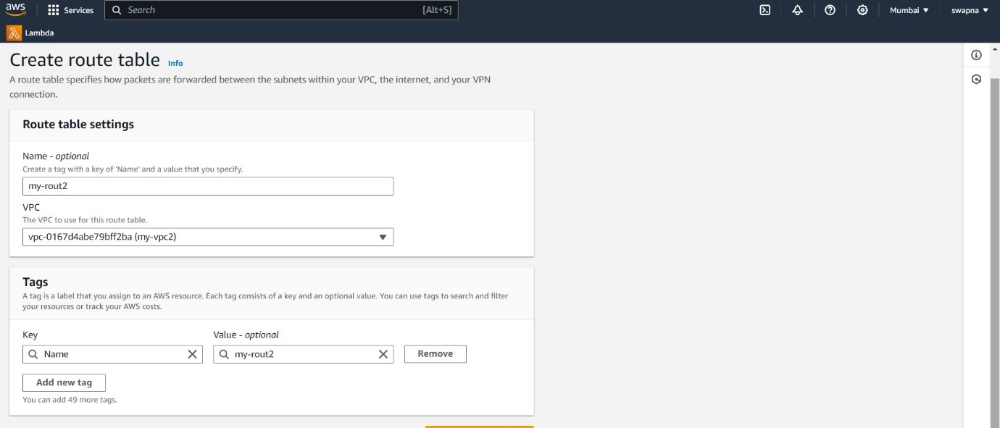 aws
Services
Search [Alt+S]
Mumbai
swapna
Lambda
Create route table Info
A route table specifies how packets are forwarded between the subnets within your VPC, the internet, and your VPN
connection.
Route table settings
Name - optional
Create a tag with a key of 'Name' and a value that you specify.
my-rout2
VPC
The VPC to use for this route table.
vpc-0167d4abe79bff2ba (my-vpc2)
Tags
A tag is a label that you assign to an AWS resource. Each tag consists of a key and an optional value. You can use tags to search and filter
your resources or track your AWS costs.
Key Value - optional
Name my-rout2 Remove
Add new tag
You can add 49 more tags.